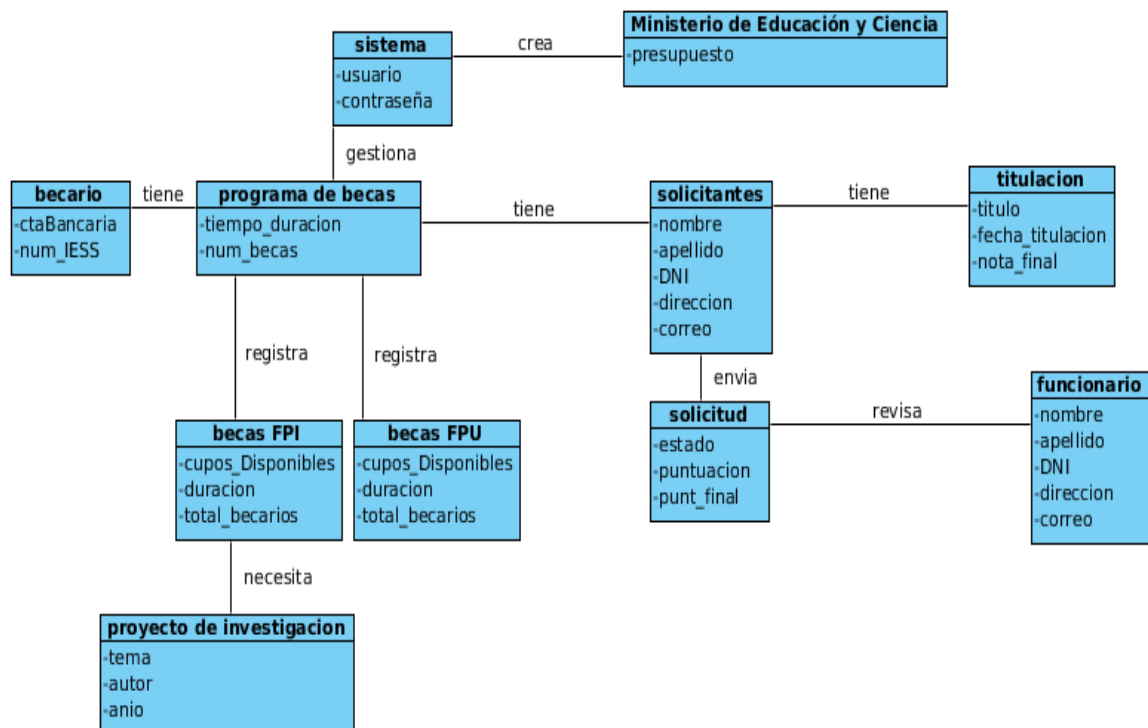 Ministerio de Educación y Ciencia
-presupuesto
crea
sistema
-usuario
-contraseña
gestiona
becario
-ctaBancaria
-num_IESS
tiene
programa de becas
-tiempo_duracion
-num_becas
tiene
solicitantes
-nombre
-apellido
-DNI
-direccion
-correo
tiene
titulacion
-titulo
-fecha_titulacion
-nota_final
registra
registra
envia
becas FPI
-cupos_Disponibles
-duracion
-total_becarios
becas FPU
-cupos_Disponibles
-duracion
-total_becarios
solicitud
-estado
-puntuacion
-punt_final
revisa
funcionario
-nombre
-apellido
-DNI
-direccion
-correo
necesita
proyecto de investigacion
-tema
-autor
-anio